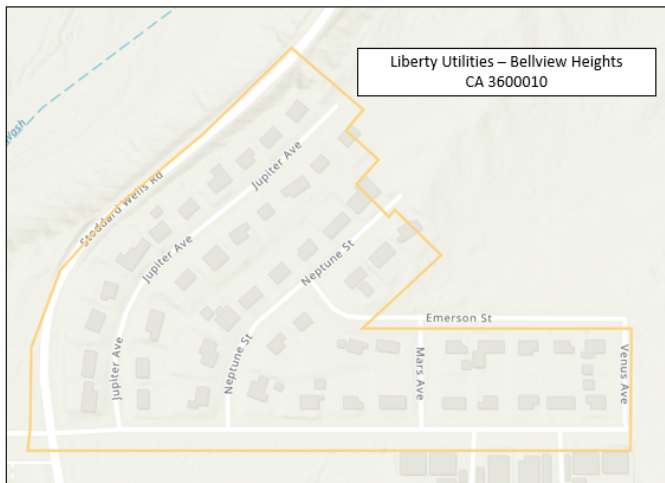 Liberty Utilities – Bellview Heights
CA 3600010
Wash
Stoddard Wells Rd
Jupiter Ave
Jupiter Ave
Jupiter Ave
Neptune St
Neptune St
Emerson St
Mars Ave
Venus Ave